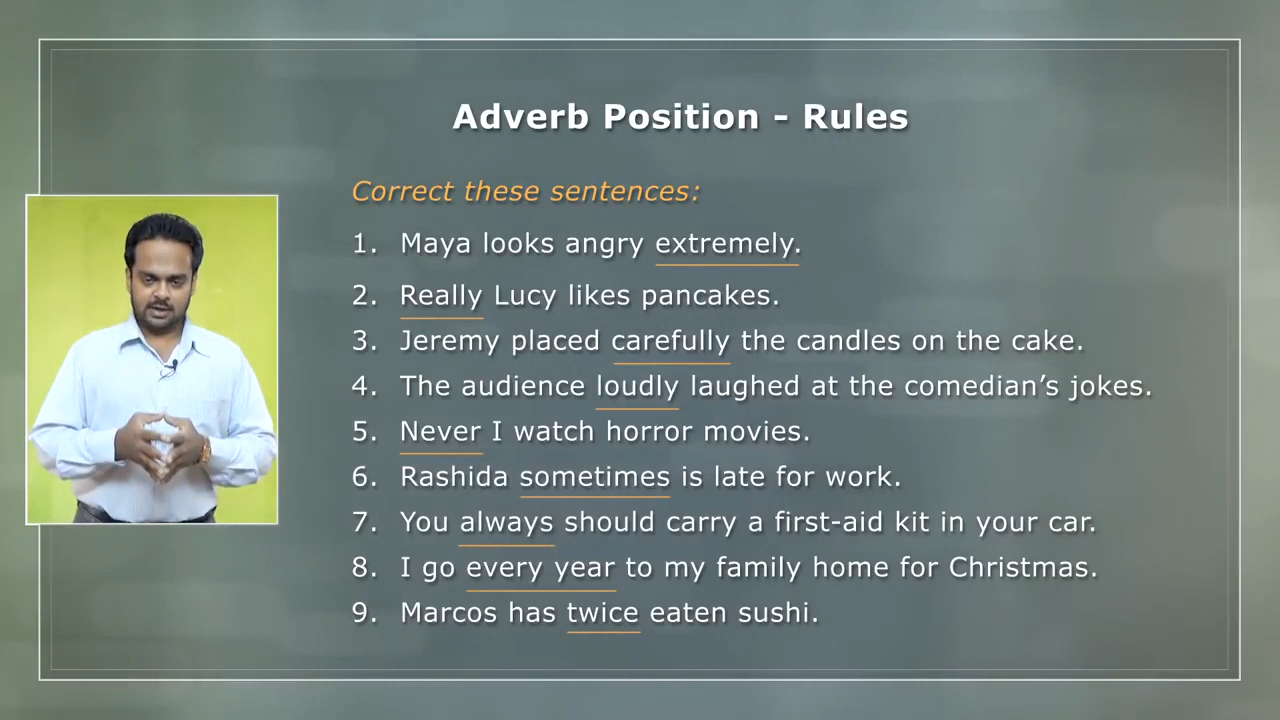 Adverb Position - Rules
Correct these sentences:
1. Maya looks angry extremely.
2. Really Lucy likes pancakes.
3. Jeremy placed carefully the candles on the cake.
4. The audience loudly laughed at the comedian’s jokes.
5. Never I watch horror movies.
6. Rashida sometimes is late for work.
7. You always should carry a first-aid kit in your car.
8. I go every year to my family home for Christmas.
9. Marcos has twice eaten sushi.